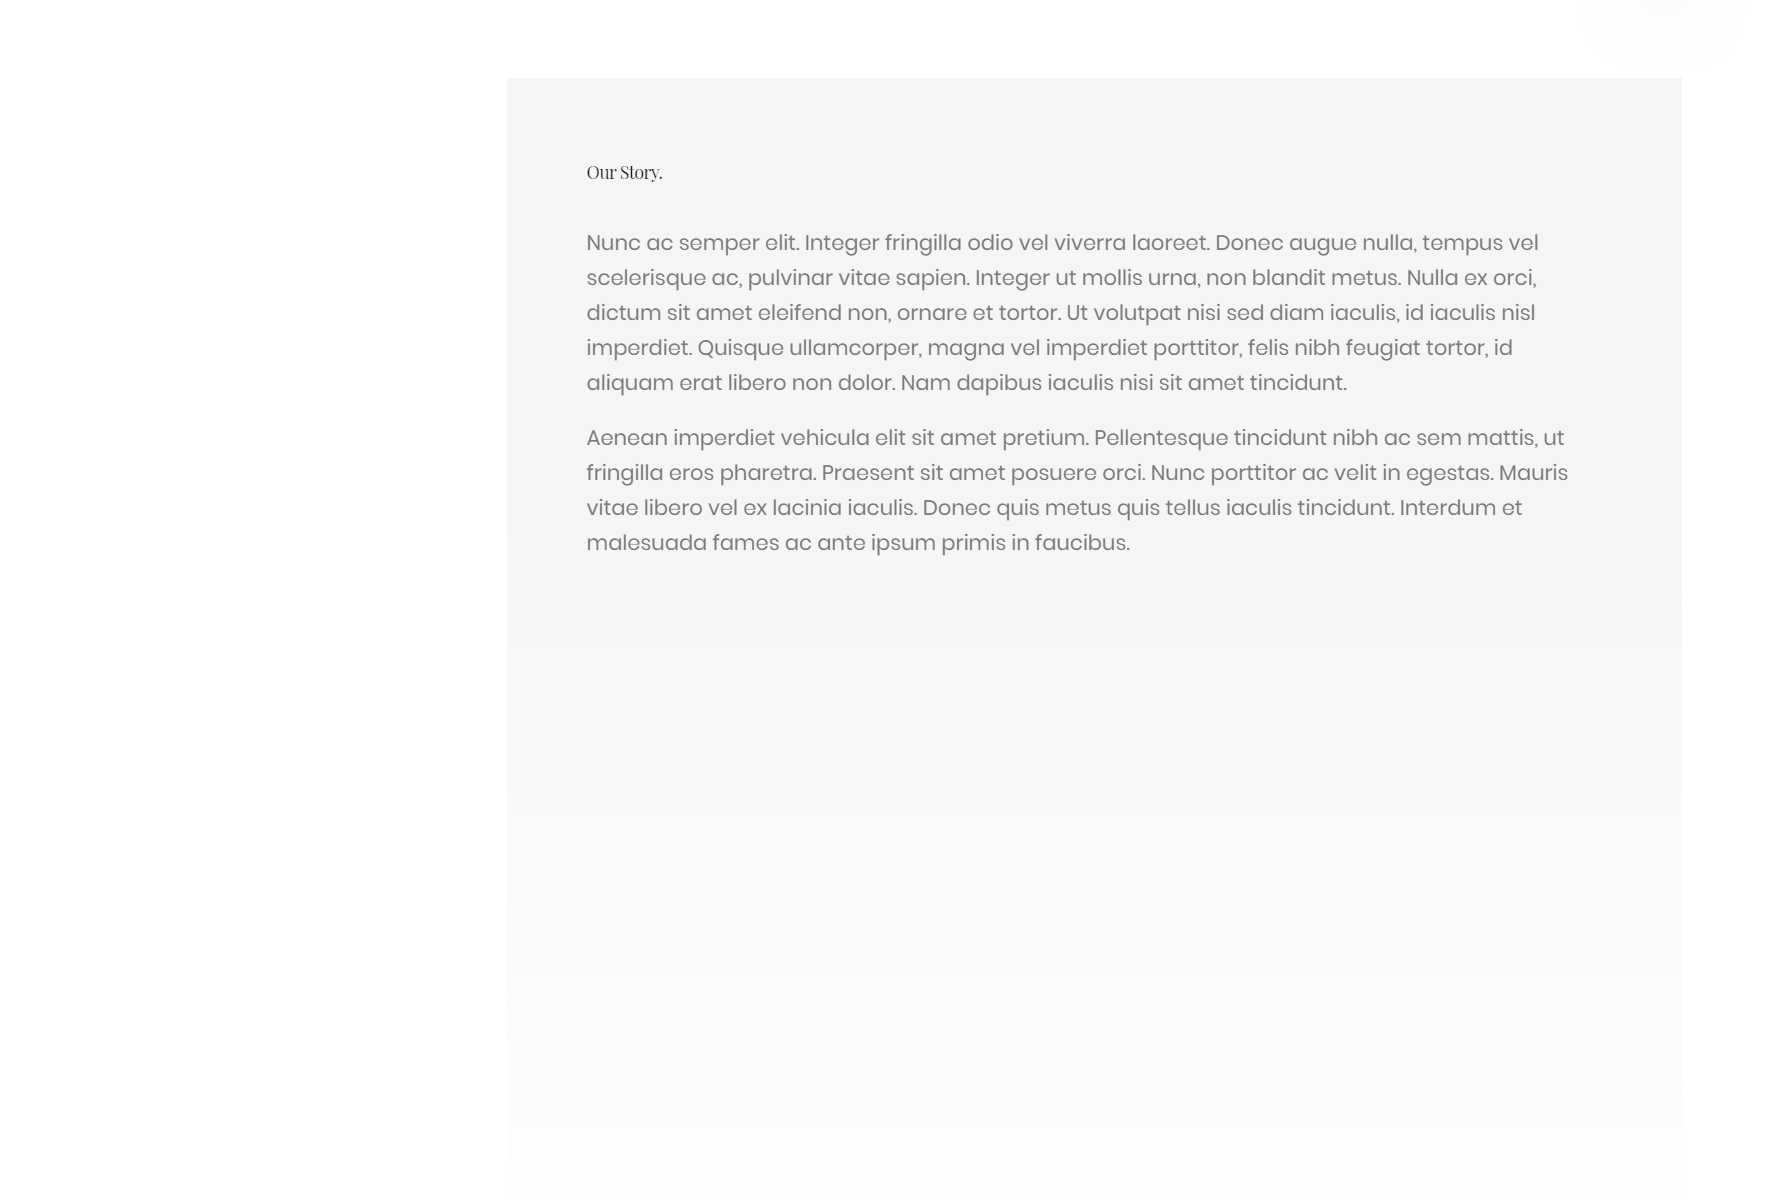 Our Story.
Nunc ac semper elit. Integer fringilla odio vel viverra laoreet. Donec augue nulla, tempus vel
scelerisque ac, pulvinar vitae sapien. Integer ut mollis urna, non blandit metus. Nulla ex orci,
dictum sit amet eleifend non, ornare et tortor. Ut volutpat nisi sed diam iaculis, id iaculis nisl
imperdiet. Quisque ullamcorper, magna vel imperdiet porttitor, felis nibh feugiat tortor, id
aliquam erat libero non dolor. Nam dapibus iaculis nisi sit amet tincidunt.
Aenean imperdiet vehicula elit sit amet pretium. Pellentesque tincidunt nibh ac sem mattis, ut
fringilla eros pharetra. Praesent sit amet posuere orci. Nunc porttitor ac velit in egestas. Mauris
vitae libero vel ex lacinia iaculis. Donec quis metus quis tellus iaculis tincidunt. Interdum et
malesuada fames ac ante ipsum primis in faucibus.